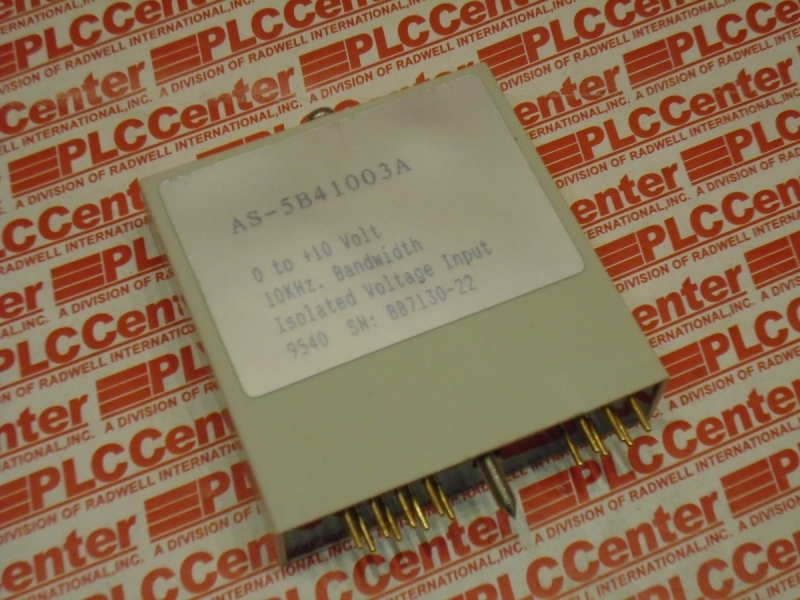 AS-5B41003A
0 to +10 Volt
10KHz. Bandwidth
Isolated Voltage Input
9540 SN: BB7130-22
PLCCenter
A DIVISION OF RADWELL INTERNATIONAL, INC.